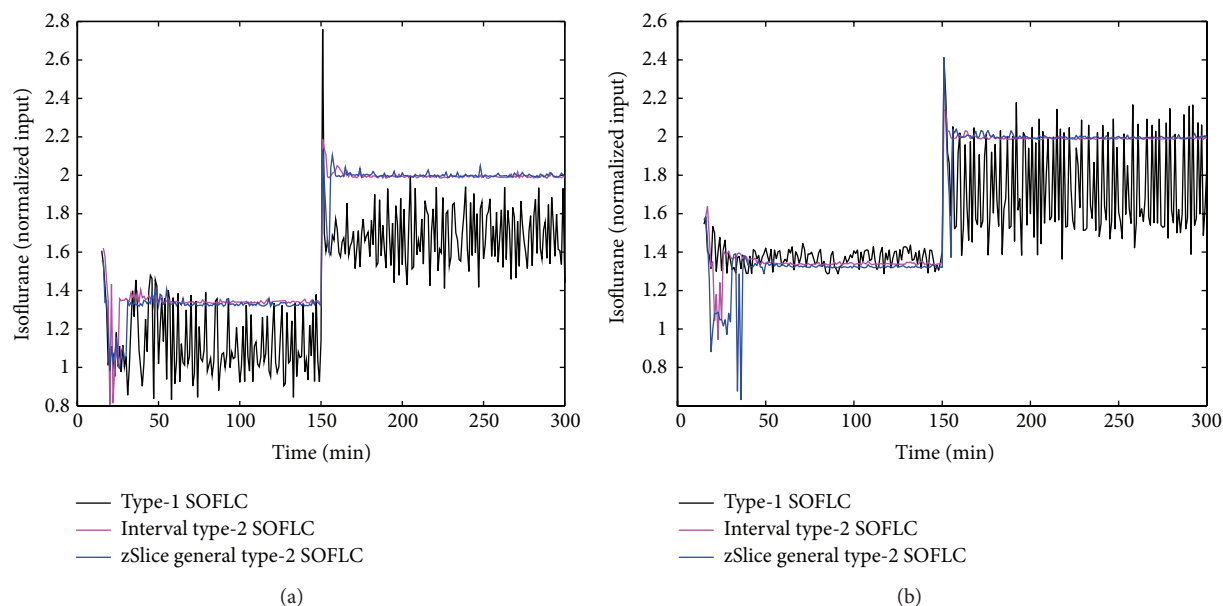 2.8
2.6
2.4
2.2
2
1.8
1.6
1.4
1.2
1
0.8
Isoflurane (normalized input)
0 50 100 150 200 250 300
Time (min)
Type-1 SOFLC
Interval type-2 SOFLC
zSlice general type-2 SOFLC
(a)
2.6
2.4
2.2
2
1.8
1.6
1.4
1.2
1
0.8
Isoflurane (normalized input)
0 50 100 150 200 250 300
Time (min)
Type-1 SOFLC
Interval type-2 SOFLC
zSlice general type-2 SOFLC
(b)